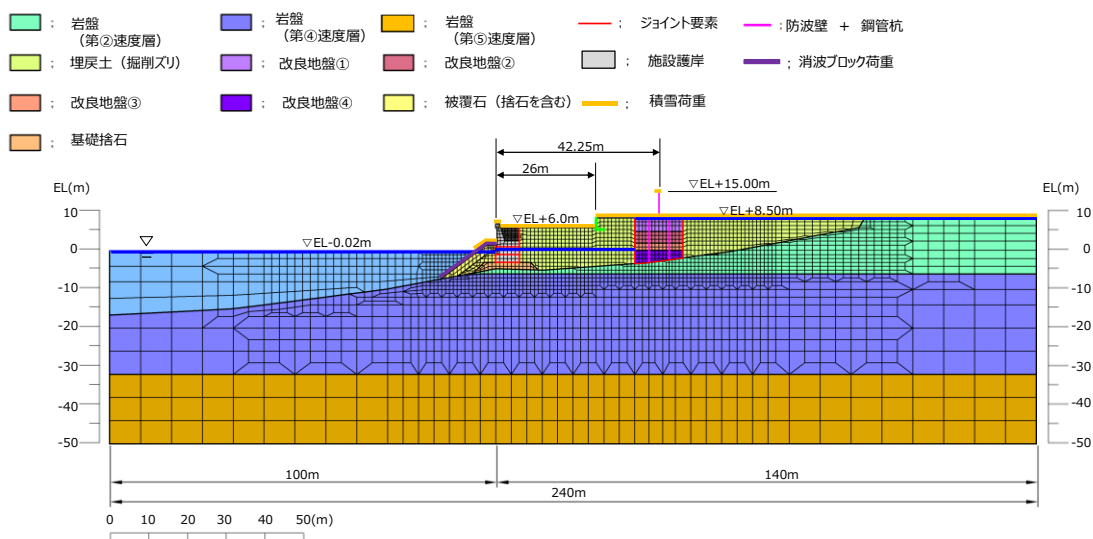 ； 岩盤 ； 岩盤 ； 岩盤 ； ジョイント要素 ；防波壁 ＋ 鋼管杭
(第②速度層) (第④速度層) (第⑤速度層)
； 埋戻土（掘削ズリ） ； 改良地盤① ； 改良地盤② ； 施設護岸 ；消波ブロック荷重
； 改良地盤③ ； 改良地盤④ ； 被覆石（捨石を含む） ； 積雪荷重
； 基礎捨石
42.25m
26m
EL(m) ▽EL+15.00m EL(m)
10 ▽EL+6.0m ▽EL+8.50m 10
▽ ▽EL-0.02m
0 0
-10 -10
-20 -20
-30 -30
-40 -40
-50 -50
100m 140m
240m
0 10 20 30 40 50(m)